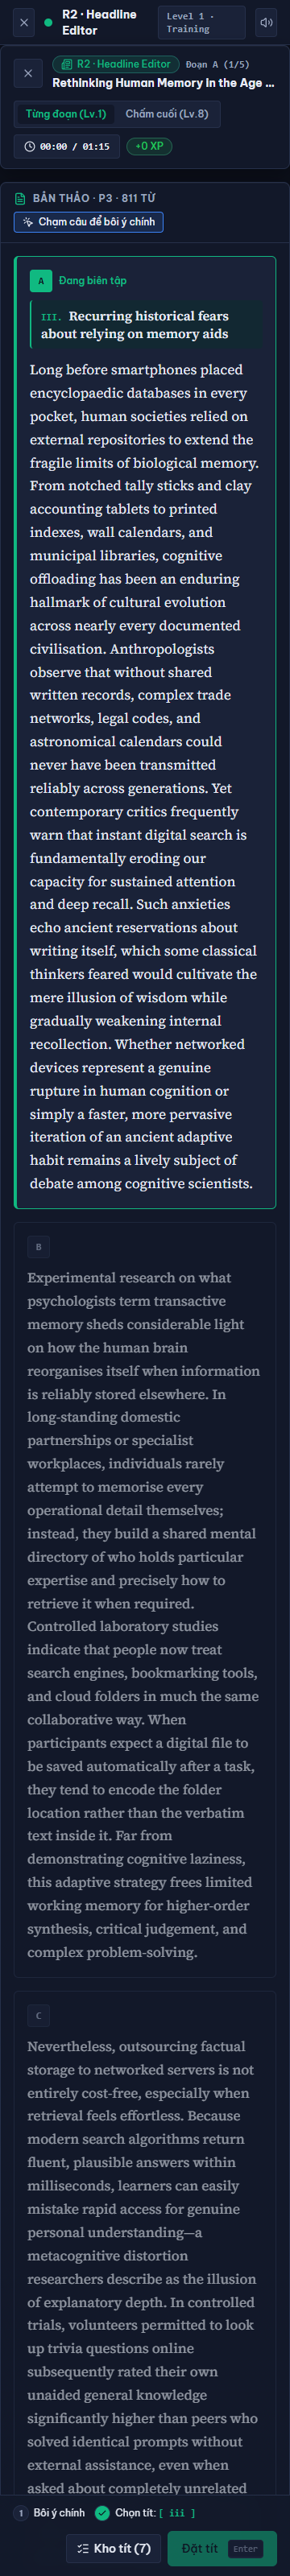 R2 · Headline Editor
Level 1 · Training
R2 · Headline Editor
Đoạn A (1/5)
Rethinking Human Memory in the Age ...
Từng đoạn (Lv.1)
Chấm cuối (Lv.8)
00:00 / 01:15
+0 XP
BẢN THẢO · P3 · 811 TỪ
Chạm câu để bôi ý chính
A
Đang biên tập
III. Recurring historical fears
about relying on memory aids
Long before smartphones placed
encyclopaedic databases in every
pocket, human societies relied on
external repositories to extend the
fragile limits of biological memory.
From notched tally sticks and clay
accounting tablets to printed
indexes, wall calendars, and
municipal libraries, cognitive
offloading has been an enduring
hallmark of cultural evolution
across nearly every documented
civilisation. Anthropologists
observe that without shared
written records, complex trade
networks, legal codes, and
astronomical calendars could
never have been transmitted
reliably across generations. Yet
contemporary critics frequently
warn that instant digital search is
fundamentally eroding our
capacity for sustained attention
and deep recall. Such anxieties
echo ancient reservations about
writing itself, which some classical
thinkers feared would cultivate the
mere illusion of wisdom while
gradually weakening internal
recollection. Whether networked
devices represent a genuine
rupture in human cognition or
simply a faster, more pervasive
iteration of an ancient adaptive
habit remains a lively subject of
debate among cognitive scientists.
B
Experimental research on what
psychologists term transactive
memory sheds considerable light
on how the human brain
reorganises itself when information
is reliably stored elsewhere. In
long-standing domestic
partnerships or specialist
workplaces, individuals rarely
attempt to memorise every
operational detail themselves;
instead, they build a shared mental
directory of who holds particular
expertise and precisely how to
retrieve it when required.
Controlled laboratory studies
indicate that people now treat
search engines, bookmarking tools,
and cloud folders in much the same
collaborative way. When
participants expect a digital file to
be saved automatically after a task,
they tend to encode the folder
location rather than the verbatim
text inside it. Far from
demonstrating cognitive laziness,
this adaptive strategy frees limited
working memory for higher-order
synthesis, critical judgement, and
complex problem-solving.
C
Nevertheless, outsourcing factual
storage to networked servers is not
entirely cost-free, especially when
retrieval feels effortless. Because
modern search algorithms return
fluent, plausible answers within
milliseconds, learners can easily
mistake rapid access for genuine
personal understanding—a
metacognitive distortion
researchers describe as the illusion
of explanatory depth. In controlled
trials, volunteers permitted to look
up trivia questions online
subsequently rated their own
unaided general knowledge
significantly higher than peers who
solved identical prompts without
external assistance, even when
asked about completely unrelated
1 Bôi ý chính
Chọn tít: [ iii ]
Kho tít (7)
Đặt tít
Enter